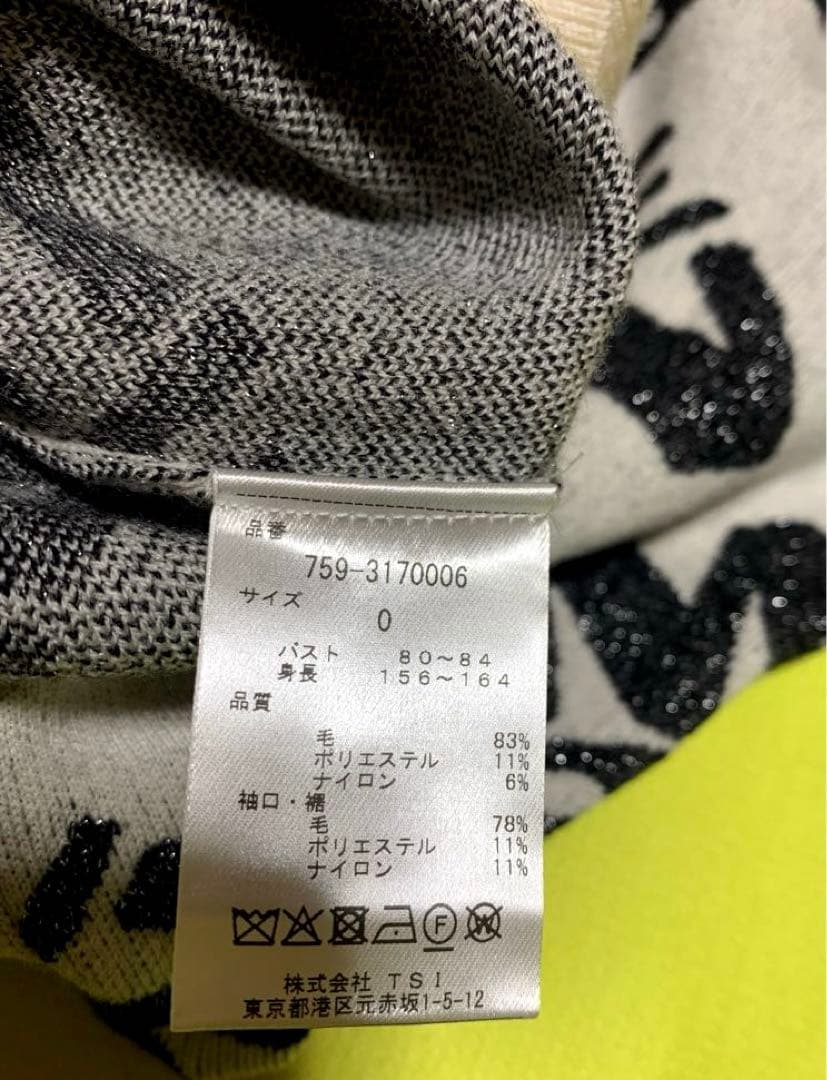 品番
759-3170006
サイズ
0
バスト 80～84
身長 156～164
品質
毛 83%
ポリエステル 11%
ナイロン 6%
袖口・裾
毛 78%
ポリエステル 11%
ナイロン 11%
F W
株式会社 TSI
東京都港区元赤坂1-5-12